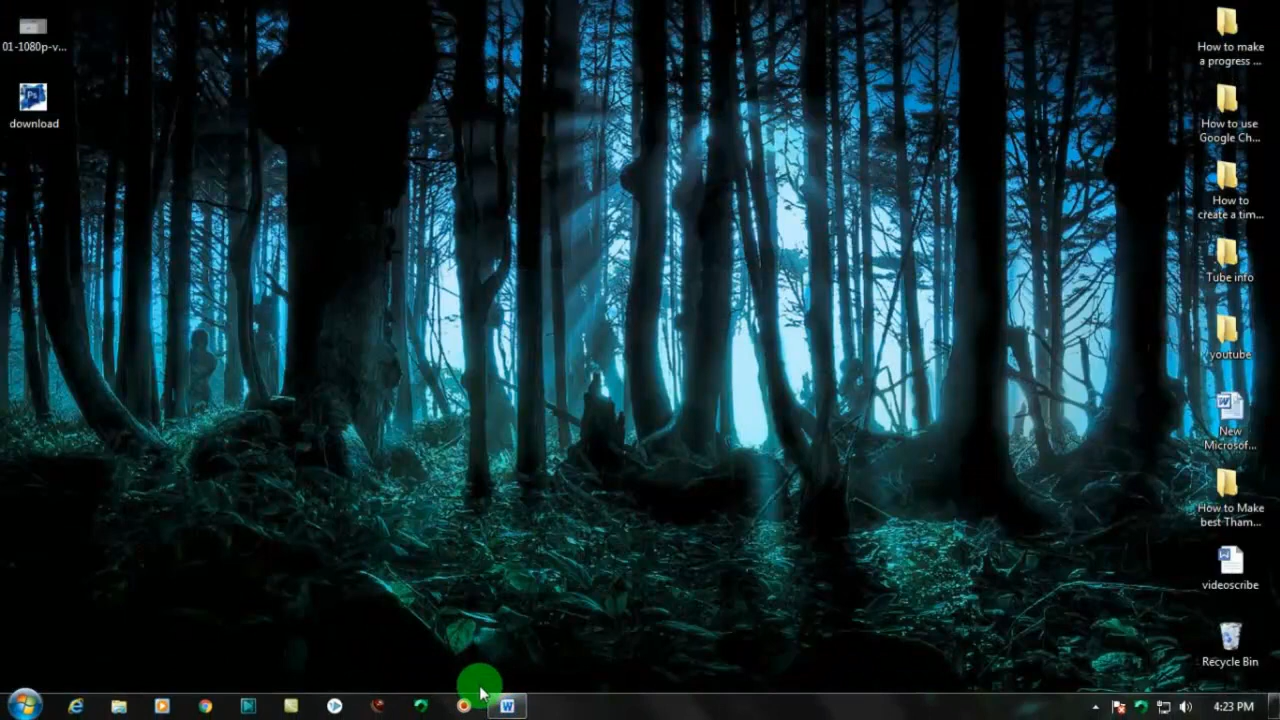 01-1080p-v...
Ps
download
How to make
a progress ...
How to use
Google Ch...
How to
create a tim...
Tube info
youtube
W
New
Microsof...
How to Make
best Tham...
W
videoscribe
Recycle Bin
W
4:23 PM